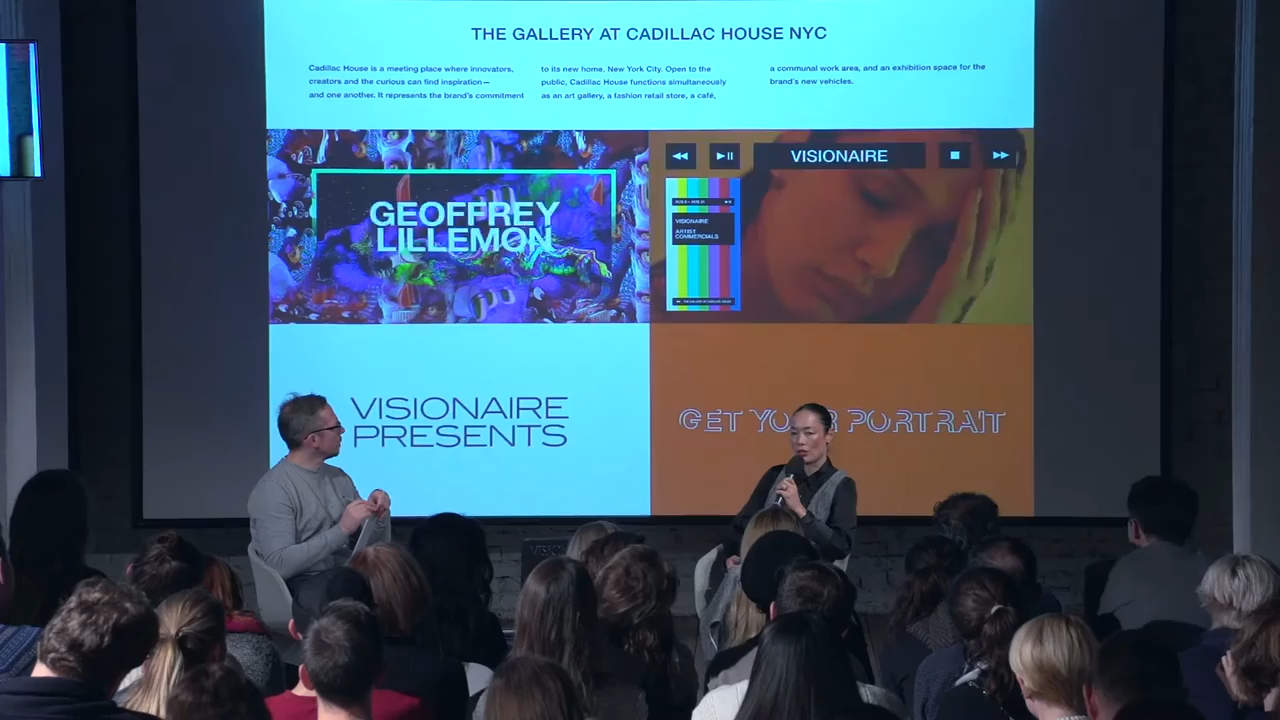 THE GALLERY AT CADILLAC HOUSE NYC
Cadillac House is a meeting place where innovators,
creators and the curious can find inspiration—
and one another. It represents the brand's commitment
to its new home, New York City. Open to the
public, Cadillac House functions simultaneously
as an art gallery, a fashion retail store, a café,
a communal work area, and an exhibition space for the
brand's new vehicles.
GEOFFREY
LILLEMON
VISIONAIRE
VISIONAIRE
ARTIST
COMMERCIALS
VISIONAIRE
PRESENTS
GET YOUR PORTRAIT